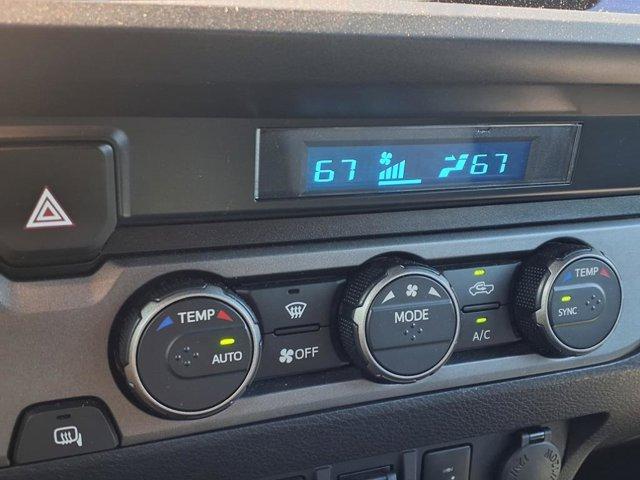 67 67
TEMP TEMP
AUTO
OFF
MODE
A/C
SYNC